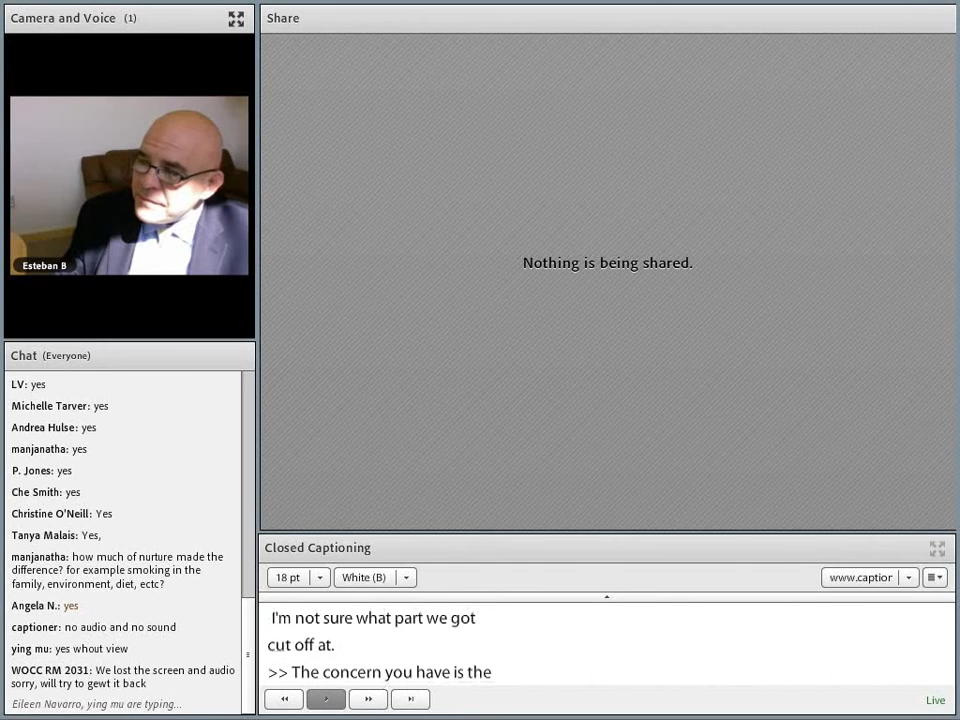 Camera and Voice (1)
Share
Esteban B
Nothing is being shared.
Chat (Everyone)
LV: yes
Michelle Tarver: yes
Andrea Hulse: yes
manjanatha: yes
P. Jones: yes
Che Smith: yes
Christine O'Neill: Yes
Tanya Malais: Yes,
manjanatha: how much of nurture made the
difference? for example smoking in the
family, environment, diet, ectc?
Angela N.: yes
captioner: no audio and no sound
ying mu: yes whout view
WOCC RM 2031: We lost the screen and audio
sorry, will try to gewt it back
Eileen Navarro, ying mu are typing...
Closed Captioning
18 pt White (B) www.captior
I'm not sure what part we got
cut off at.
>> The concern you have is the
Live